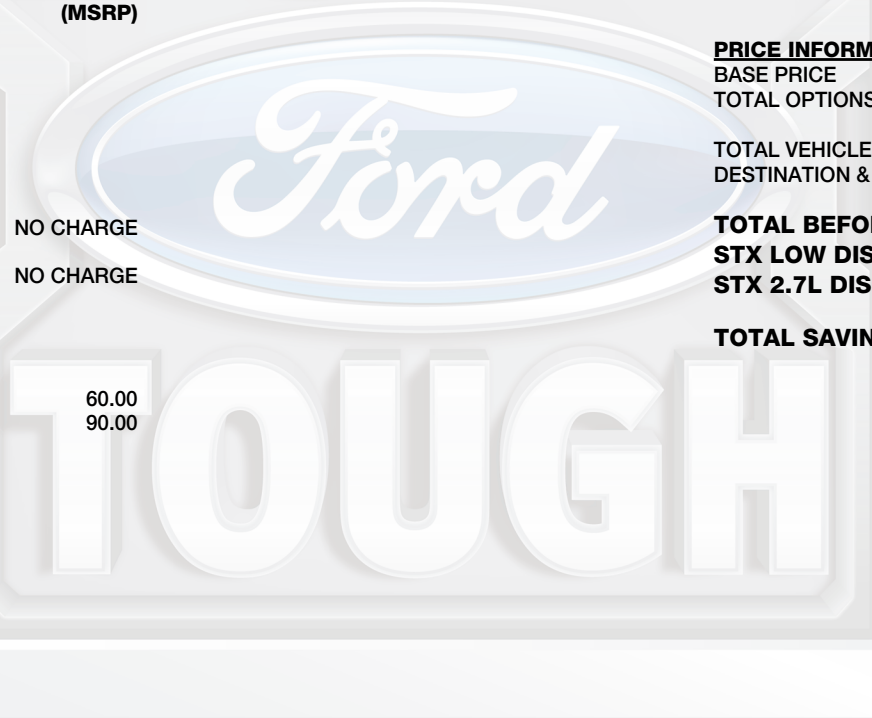 (MSRP)
PRICE INFORM
BASE PRICE
TOTAL OPTIONS
TOTAL VEHICLE
DESTINATION &
NO CHARGE
TOTAL BEFO
STX LOW DIS
NO CHARGE
STX 2.7L DIS
TOTAL SAVIN
60.00
90.00
Ford
TOUGH